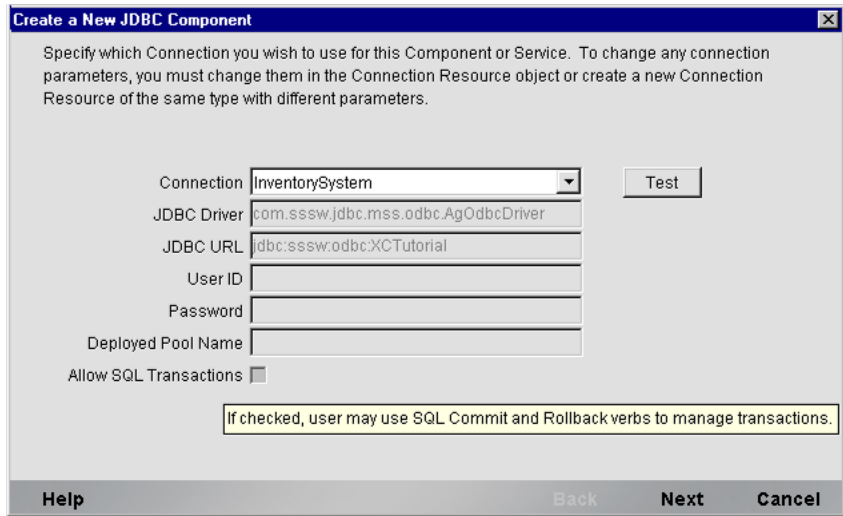 Create a New JDBC Component
Specify which Connection you wish to use for this Component or Service. To change any connection
parameters, you must change them in the Connection Resource object or create a new Connection
Resource of the same type with different parameters.
Connection InventorySystem Test
JDBC Driver com.sssw.jdbc.mss.odbc.AgOdbcDriver
JDBC URL jdbc:sssw:odbc:XCTutorial
User ID
Password
Deployed Pool Name
Allow SQL Transactions
If checked, user may use SQL Commit and Rollback verbs to manage transactions.
Help Back Next Cancel